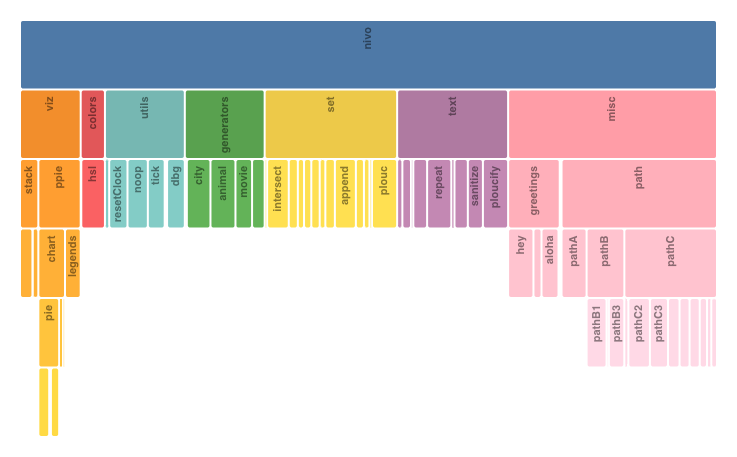 nivo
viz
colors
utils
generators
set
text
misc
stack
ppie
hsl
resetClock
noop
tick
dbg
city
animal
movie
intersect
append
plouc
repeat
sanitize
ploucify
greetings
path
chart
legends
hey
aloha
pathA
pathB
pathC
pie
pathB1
pathB3
pathC2
pathC3